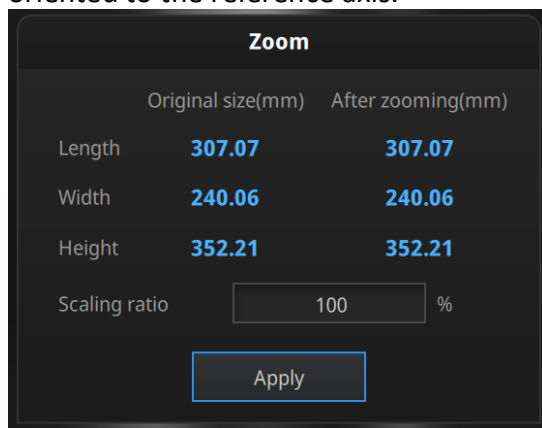 oriented to the reference axis.
Zoom
Original size(mm) After zooming(mm)
Length 307.07 307.07
Width 240.06 240.06
Height 352.21 352.21
Scaling ratio 100 %
Apply